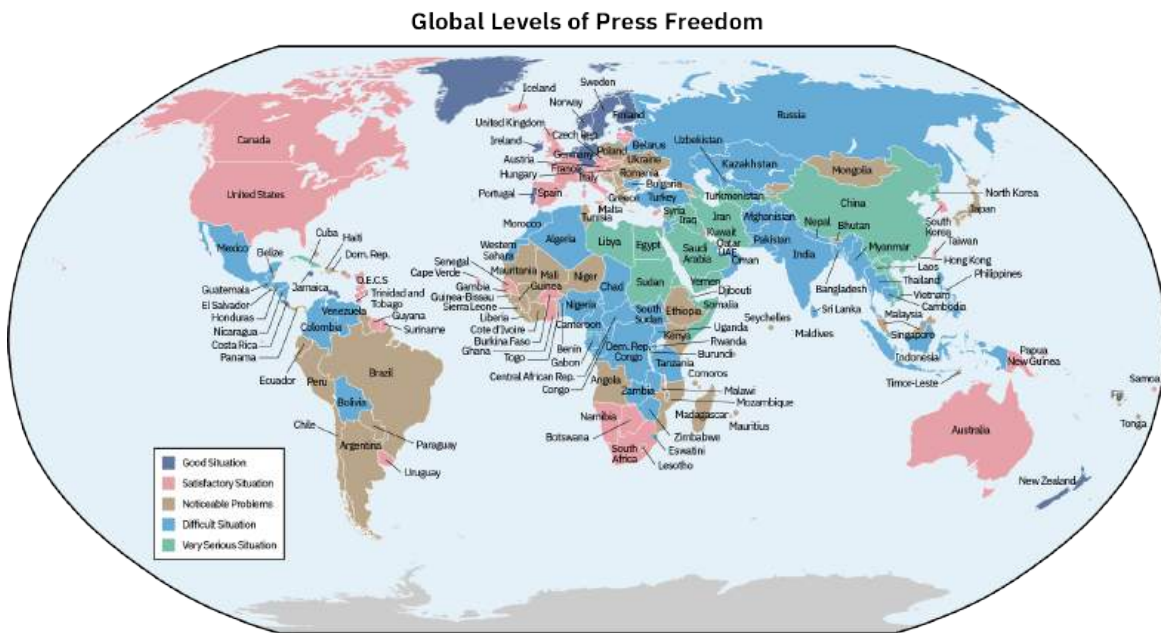 Global Levels of Press Freedom
Sweden
Iceland
Norway
Finland
Russia
United Kingdom
Czech Rep.
Canada
Ireland
Belarus
Uzbekistan
Germany
Poland
Austria
Ukraine
Kazakhstan
France
Mongolia
Hungary
Italy
Romania
United States
Portugal
Spain
Bulgaria
Greece
Turkey
Turkmenistan
North Korea
China
Japan
Malta
Tunisia
Syria
Iraq
Iran
Afghanistan
South
Korea
Cuba
Haiti
Morocco
Kuwait
Nepal
Bhutan
Mexico
Belize
Dom. Rep.
Algeria
Libya
Egypt
Saudi
Arabia
Qatar
UAE
Pakistan
Taiwan
Western
Sahara
Oman
India
Myanmar
Hong Kong
Senegal
Mauritania
Mali
Niger
Laos
Philippines
Jamaica
O.E.C.S
Cape Verde
Chad
Sudan
Yemen
Thailand
Guatemala
Trinidad and
Tobago
Gambia
Guinea
Djibouti
Bangladesh
Vietnam
El Salvador
Venezuela
Guinea-Bissau
Nigeria
Somalia
Cambodia
Honduras
Guyana
Sierra Leone
South
Sudan
Ethiopia
Seychelles
Sri Lanka
Malaysia
Nicaragua
Colombia
Suriname
Liberia
Cameroon
Uganda
Maldives
Singapore
Costa Rica
Cote d'Ivoire
Kenya
Rwanda
Panama
Burkina Faso
Benin
Dem. Rep.
Congo
Burundi
Indonesia
Papua
New Guinea
Ghana
Togo
Gabon
Tanzania
Brazil
Central African Rep.
Comoros
Timor-Leste
Samoa
Ecuador
Peru
Congo
Angola
Malawi
Fiji
Bolivia
Zambia
Mozambique
Namibia
Madagascar
Mauritius
Tonga
Chile
Paraguay
Botswana
Zimbabwe
Australia
Argentina
Eswatini
South
Africa
Lesotho
Uruguay
New Zealand
Good Situation
Satisfactory Situation
Noticeable Problems
Difficult Situation
Very Serious Situation